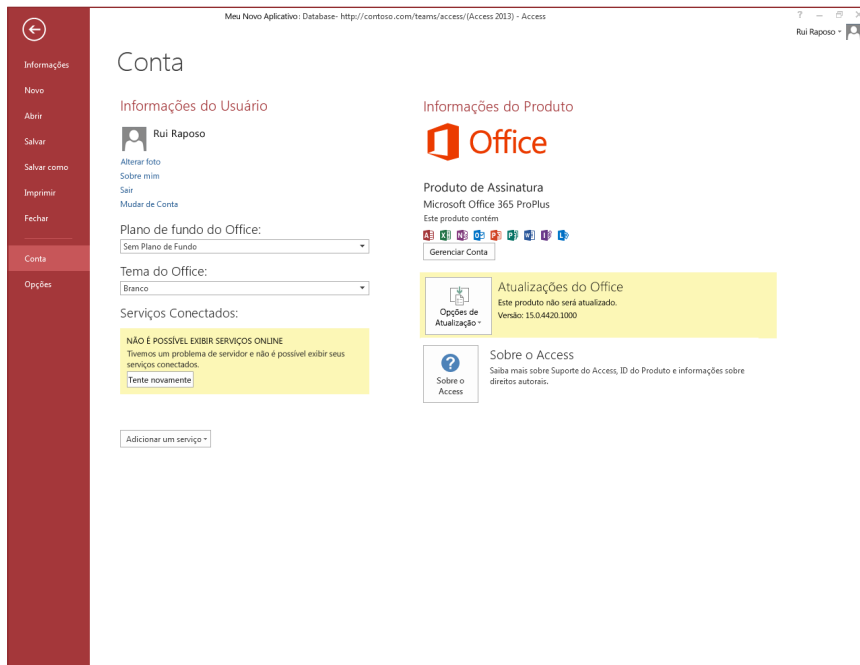 Meu Novo Aplicativo: Database- http://contoso.com/teams/access/(Access 2013) - Access
Rui Raposo
Informações
Novo
Abrir
Salvar
Salvar como
Imprimir
Fechar
Conta
Opções
Conta
Informações do Usuário
Rui Raposo
Alterar foto
Sobre mim
Sair
Mudar de Conta
Plano de fundo do Office:
Sem Plano de Fundo
Tema do Office:
Branco
Serviços Conectados:
NÃO É POSSÍVEL EXIBIR SERVIÇOS ONLINE
Tivemos um problema de servidor e não é possível exibir seus
serviços conectados.
Tente novamente
Adicionar um serviço
Informações do Produto
Office
Produto de Assinatura
Microsoft Office 365 ProPlus
Este produto contém
Gerenciar Conta
Opções de
Atualização
Atualizações do Office
Este produto não será atualizado.
Versão: 15.0.4420.1000
Sobre o
Access
Sobre o Access
Saiba mais sobre Suporte do Access, ID do Produto e informações sobre
direitos autorais.